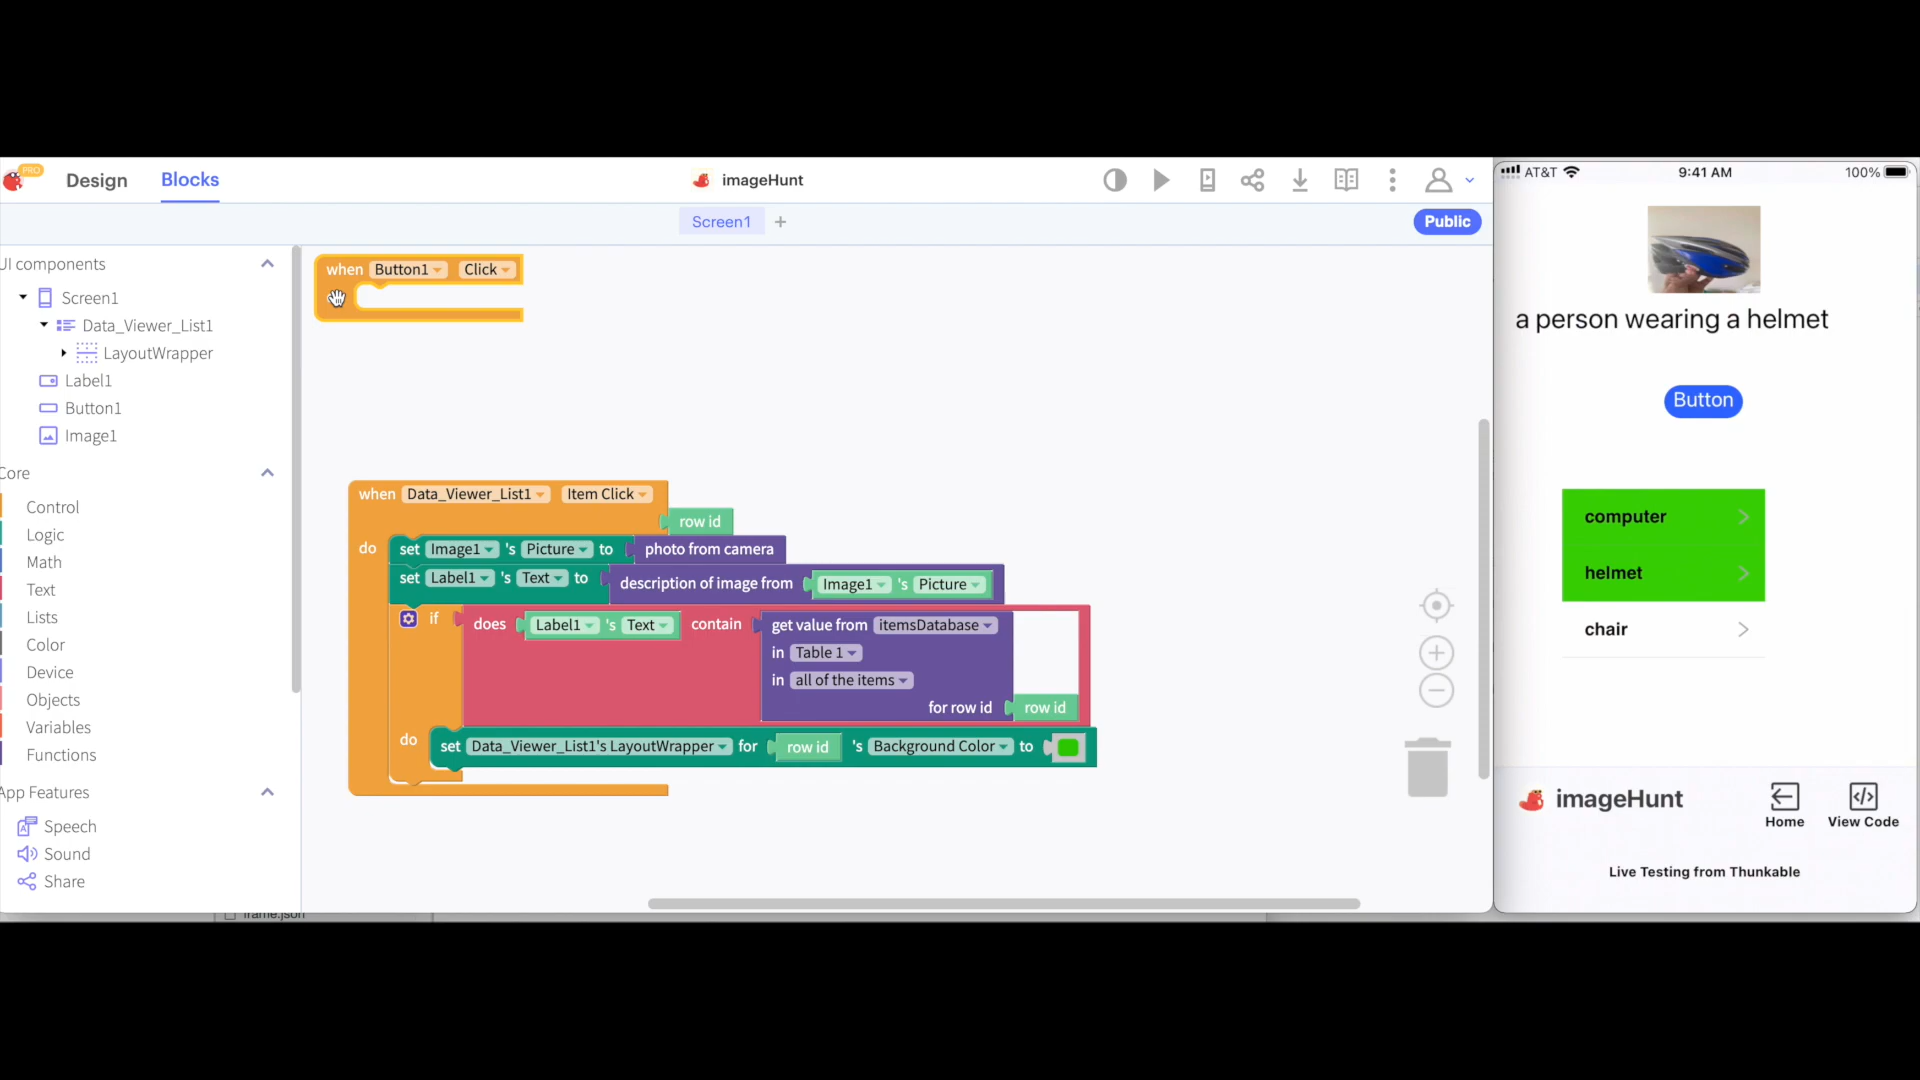 PRO
Design Blocks
imageHunt
Screen1 +
Public
UI components
Screen1
Data_Viewer_List1
LayoutWrapper
Label1
Button1
Image1
Core
Control
Logic
Math
Text
Lists
Color
Device
Objects
Variables
Functions
App Features
Speech
Sound
Share
frame.json
when Button1 Click
when Data_Viewer_List1 Item Click
row id
do set Image1 's Picture to photo from camera
set Label1 's Text to description of image from Image1 's Picture
if does Label1 's Text contain get value from itemsDatabase
in Table 1
in all of the items
for row id row id
do set Data_Viewer_List1's LayoutWrapper for row id 's Background Color to
AT&T 9:41 AM 100%
a person wearing a helmet
Button
computer
helmet
chair
imageHunt
Home
View Code
Live Testing from Thunkable